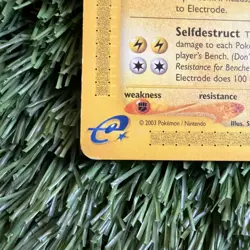 to Electrode.
Selfdestruct
damage to each Pok
player's Bench. (Don'
Resistance for Benche
Electrode does 100
weakness resistance
© 2003 Pokémon / Nintendo Illus. S